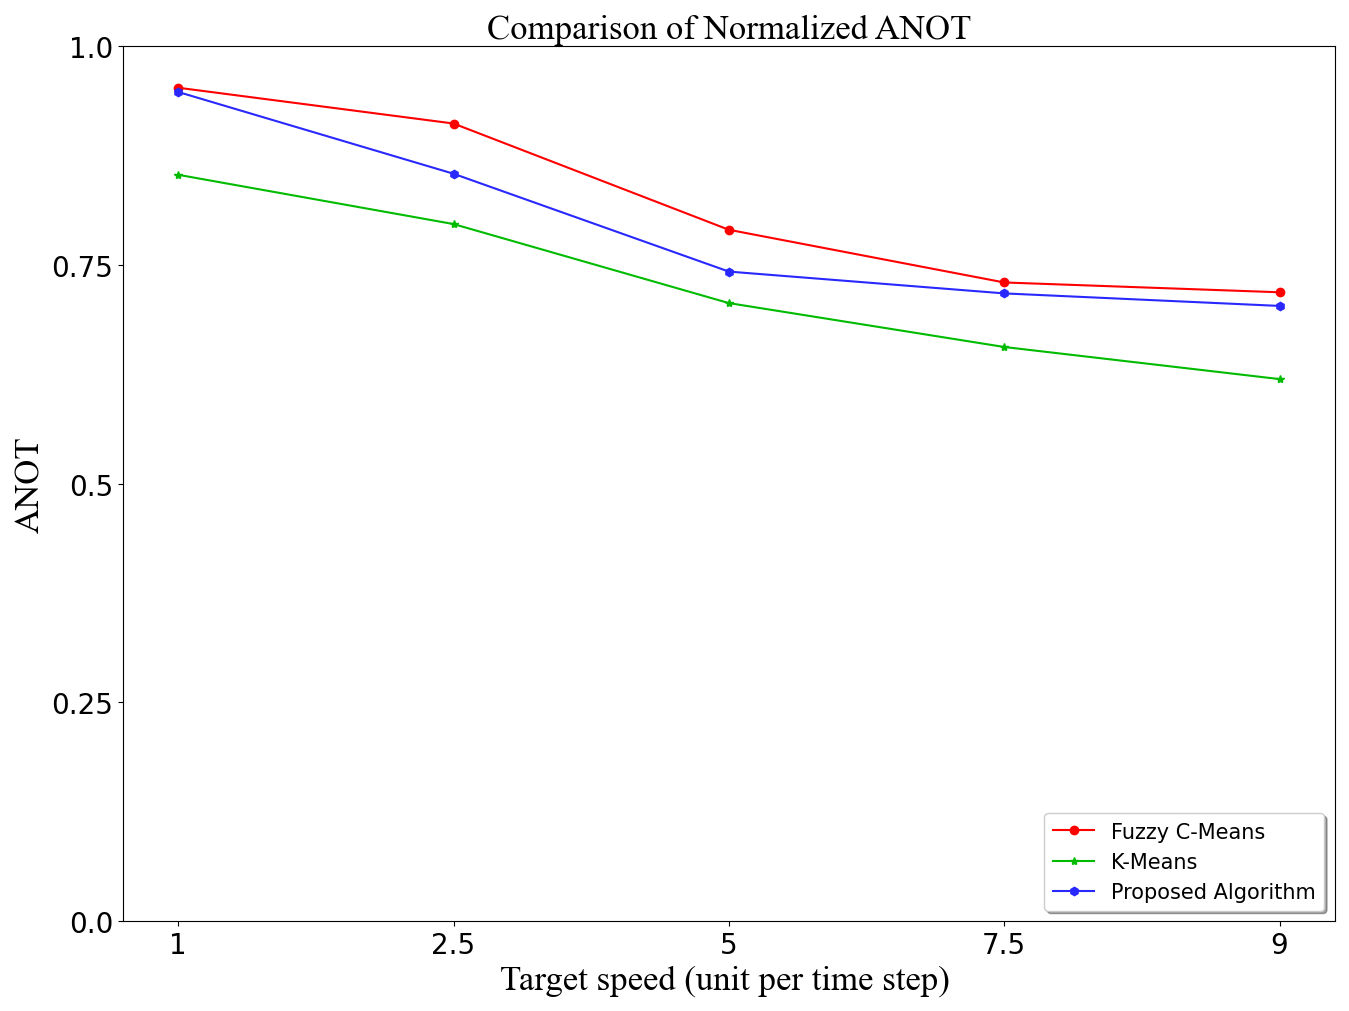 Comparison of Normalized ANOT
1.0
0.75
0.5
0.25
0.0
ANOT
1 2.5 5 7.5 9
Target speed (unit per time step)
Fuzzy C-Means
K-Means
Proposed Algorithm